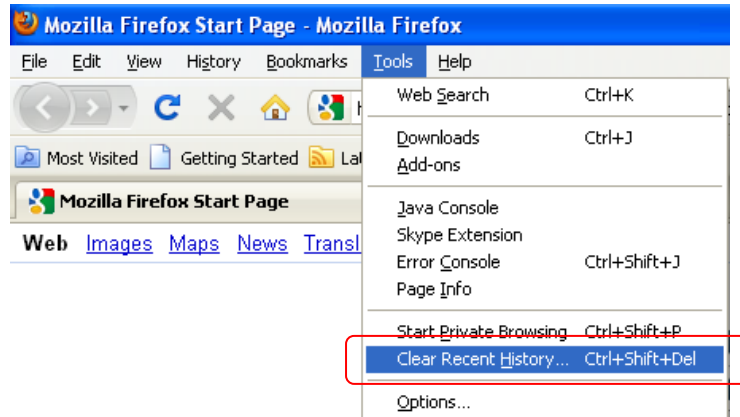 Mozilla Firefox Start Page - Mozilla Firefox
File Edit View History Bookmarks Tools Help
Web Search Ctrl+K
Downloads Ctrl+J
Most Visited Getting Started
Add-ons
Mozilla Firefox Start Page
Java Console
Skype Extension
Web Images Maps News Transl
Error Console Ctrl+Shift+J
Page Info
Start Private Browsing Ctrl+Shift+P
Clear Recent History... Ctrl+Shift+Del
Options...